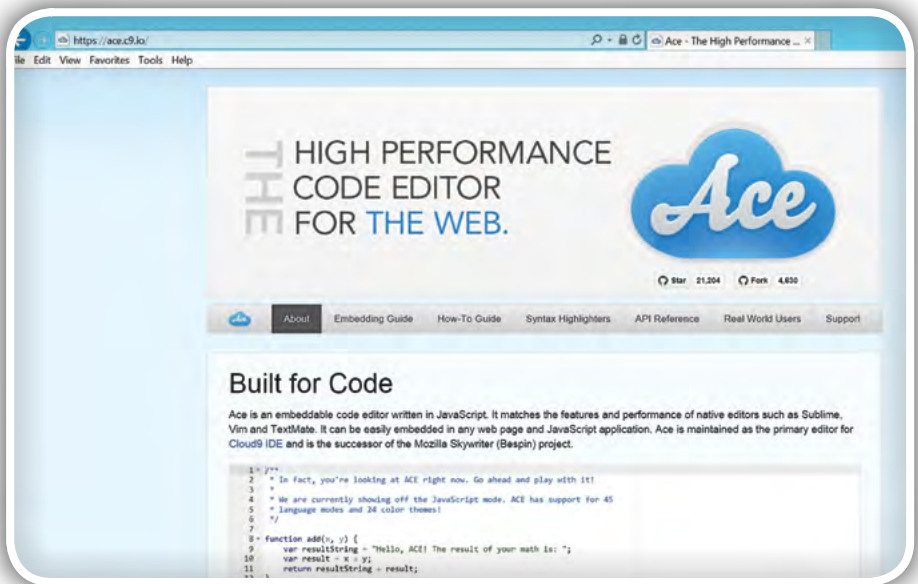 https://ace.c9.io/
Ace - The High Performance ... ×
File Edit View Favorites Tools Help
THE
HIGH PERFORMANCE
CODE EDITOR
FOR THE WEB.
Ace
Star 21,204 Fork 4,630
About Embedding Guide How-To Guide Syntax Highlighters API Reference Real World Users Support
Built for Code
Ace is an embeddable code editor written in JavaScript. It matches the features and performance of native editors such as Sublime,
Vim and TextMate. It can be easily embedded in any web page and JavaScript application. Ace is maintained as the primary editor for
Cloud9 IDE and is the successor of the Mozilla Skywriter (Bespin) project.
1 /**
2 * In fact, you're looking at ACE right now. Go ahead and play with it!
3 *
4 * We are currently showing off the JavaScript mode. ACE has support for 45
5 * language modes and 24 color themes!
6 */
7
8 function add(x, y) {
9 var resultString = "Hello, ACE! The result of your math is: ";
10 var result = x + y;
11 return resultString + result;